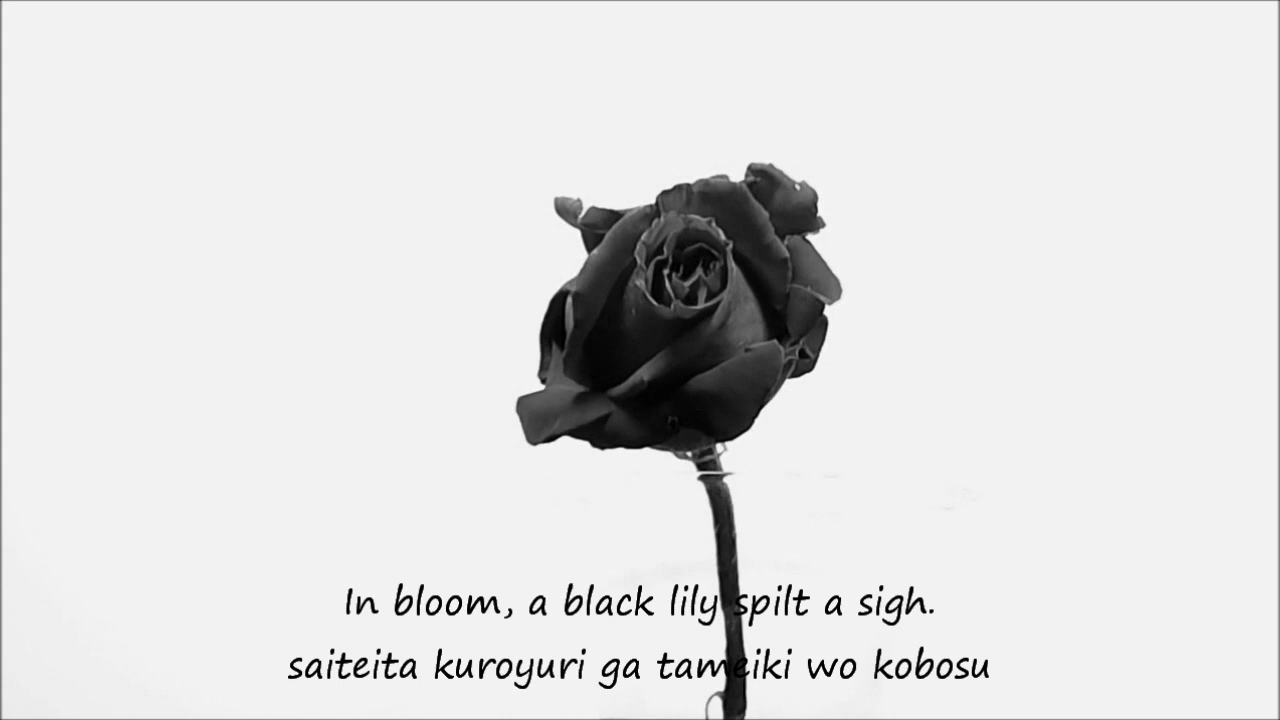 In bloom, a black lily spilt a sigh.
saiteita kuroyuri ga tameiki wo kobosu